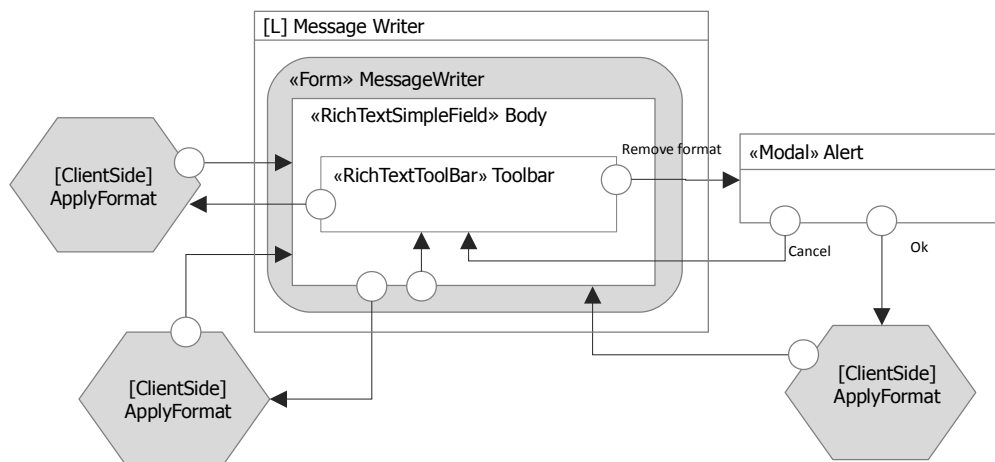 [L] Message Writer
«Form» MessageWriter
«RichTextSimpleField» Body
Remove format
«Modal» Alert
[ClientSide]
ApplyFormat
«RichTextToolBar» Toolbar
Cancel
Ok
[ClientSide]
ApplyFormat
[ClientSide]
ApplyFormat